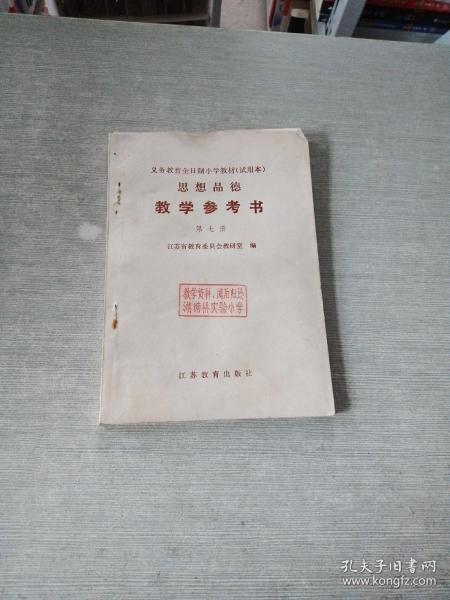 义务教育全日制小学教材(试用本)
思想品德
教学参考书
第七册
江苏省教育委员会教研室 编
教学资料,阅后归还
湖塘桥实验小学
江苏教育出版社
孔夫子旧书网
www.kongfz.com